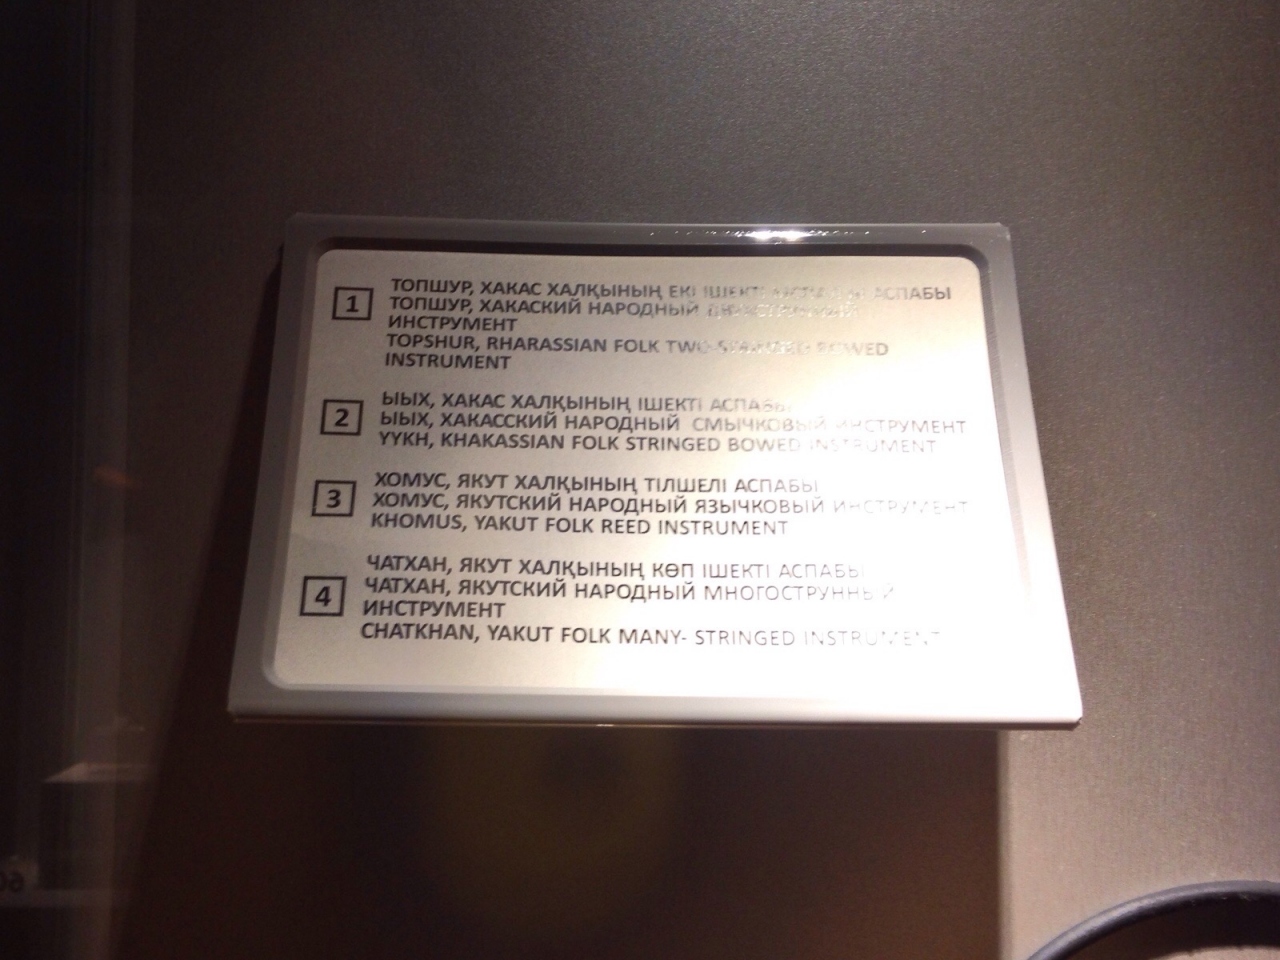 1
ТОПШУР, ХАКАС ХАЛҚЫНЫҢ ЕКІ ІШЕКТІ АСПАБЫ
ТОПШУР, ХАКАСКИЙ НАРОДНЫЙ
ИНСТРУМЕНТ
TOPSHUR, RHARASSIAN FOLK TWO-STRINGED BOWED
INSTRUMENT
2
ЫЫХ, ХАКАС ХАЛҚЫНЫҢ ІШЕКТІ АСПАБЫ
ЫЫХ, ХАКАССКИЙ НАРОДНЫЙ СМЫЧКОВЫЙ ИНСТРУМЕНТ
YYKH, KHAKASSIAN FOLK STRINGED BOWED INSTRUMENT
3
ХОМУС, ЯКУТ ХАЛҚЫНЫҢ ТІЛШЕЛІ АСПАБЫ
ХОМУС, ЯКУТСКИЙ НАРОДНЫЙ ЯЗЫЧКОВЫЙ ИНСТРУМЕНТ
KHOMUS, YAKUT FOLK REED INSTRUMENT
4
ЧАТХАН, ЯКУТ ХАЛҚЫНЫҢ КӨП ІШЕКТІ АСПАБЫ
ЧАТХАН, ЯКУТСКИЙ НАРОДНЫЙ МНОГОСТРУННЫЙ
ИНСТРУМЕНТ
CHATKHAN, YAKUT FOLK MANY- STRINGED INSTRUMENT